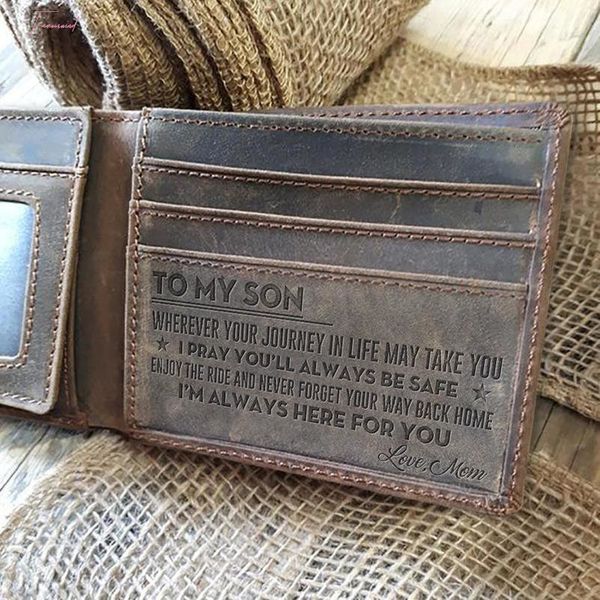 TO MY SON
WHEREVER YOUR JOURNEY IN LIFE MAY TAKE YOU
I PRAY YOU'LL ALWAYS BE SAFE
ENJOY THE RIDE AND NEVER FORGET YOUR WAY BACK HOME
I'M ALWAYS HERE FOR YOU
Love, Mom